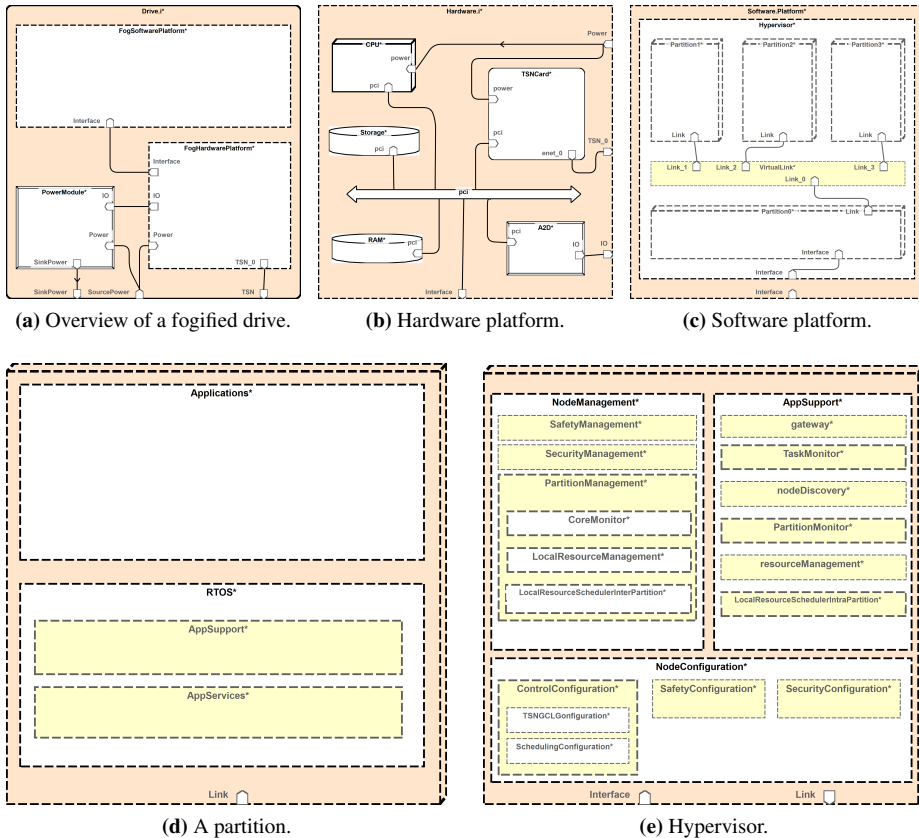 Drive.i*
FogSoftwarePlatform*
Interface
FogHardwarePlatform*
Interface
PowerModule*
IO
IO
Power
Power
SinkPower
TSN_0
SinkPower
SourcePower
TSN
(a) Overview of a fogified drive.
Hardware.i*
Power
CPU*
power
pci
TSNCard*
power
Storage*
pci
pci
TSN_0
enet_0
pci
RAM*
pci
A2D*
pci
IO
IO
Interface
(b) Hardware platform.
Software.Platform*
Hypervisor*
Partition1*
Partition2*
Partition3*
Link
Link
Link
Link_1
Link_2
VirtualLink*
Link_3
Link_0
Partition0*
Link
Interface
Interface
Interface
(c) Software platform.
Applications*
RTOS*
AppSupport*
AppServices*
Link
(d) A partition.
NodeManagement*
SafetyManagement*
SecurityManagement*
PartitionManagement*
CoreMonitor*
LocalResourceManagement*
LocalResourceSchedulerInterPartition*
AppSupport*
gateway*
TaskMonitor*
nodeDiscovery*
PartitionMonitor*
resourceManagement*
LocalResourceSchedulerIntraPartition*
NodeConfiguration*
ControlConfiguration*
TSNGCLGonfiguration*
SchedulingConfiguration*
SafetyConfiguration*
SecurityConfiguration*
Interface
Link
(e) Hypervisor.